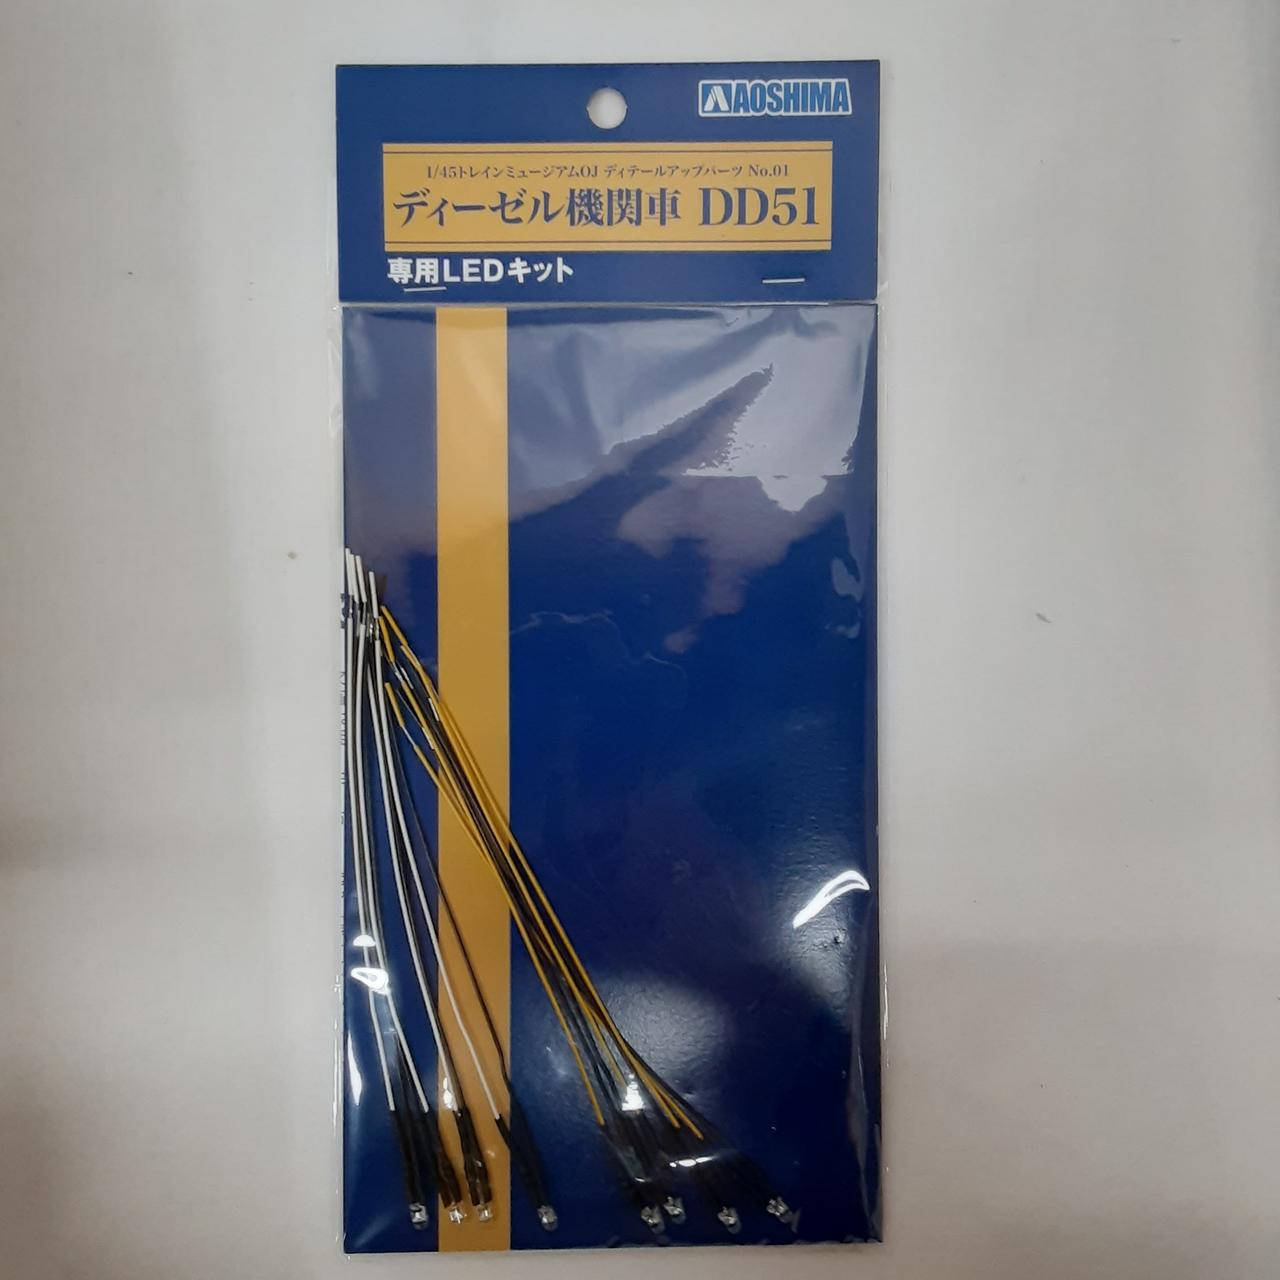 AOSHIMA
1/45トレインミュージアムOJ ディテールアップパーツ No.01
ディーゼル機関車 DD51
専用LEDキット